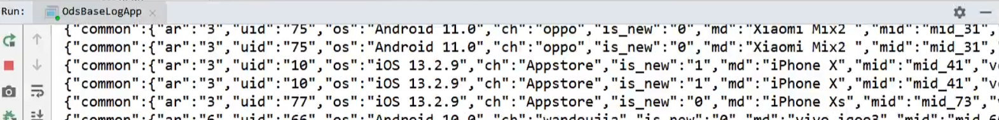 Run: OdsBaseLogApp
{"common":{"ar":"3","uid":"75","os":"Android 11.0","ch":"oppo","is_new":"0","md":"Xiaomi Mix2 ","mid":"mid_31",
{"common":{"ar":"3","uid":"75","os":"Android 11.0","ch":"oppo","is_new":"0","md":"Xiaomi Mix2 ","mid":"mid_31",
{"common":{"ar":"3","uid":"10","os":"iOS 13.2.9","ch":"Appstore","is_new":"1","md":"iPhone X","mid":"mid_41","v
{"common":{"ar":"3","uid":"10","os":"iOS 13.2.9","ch":"Appstore","is_new":"1","md":"iPhone X","mid":"mid_41","v
{"common":{"ar":"3","uid":"77","os":"iOS 13.2.9","ch":"Appstore","is_new":"0","md":"iPhone Xs","mid":"mid_73","
{"common":{"ar":"6","uid":"66","os":"Android 10.0","ch":"wandoujia","is_new":"0","md":"vivo iqoo3","mid":"mid_6